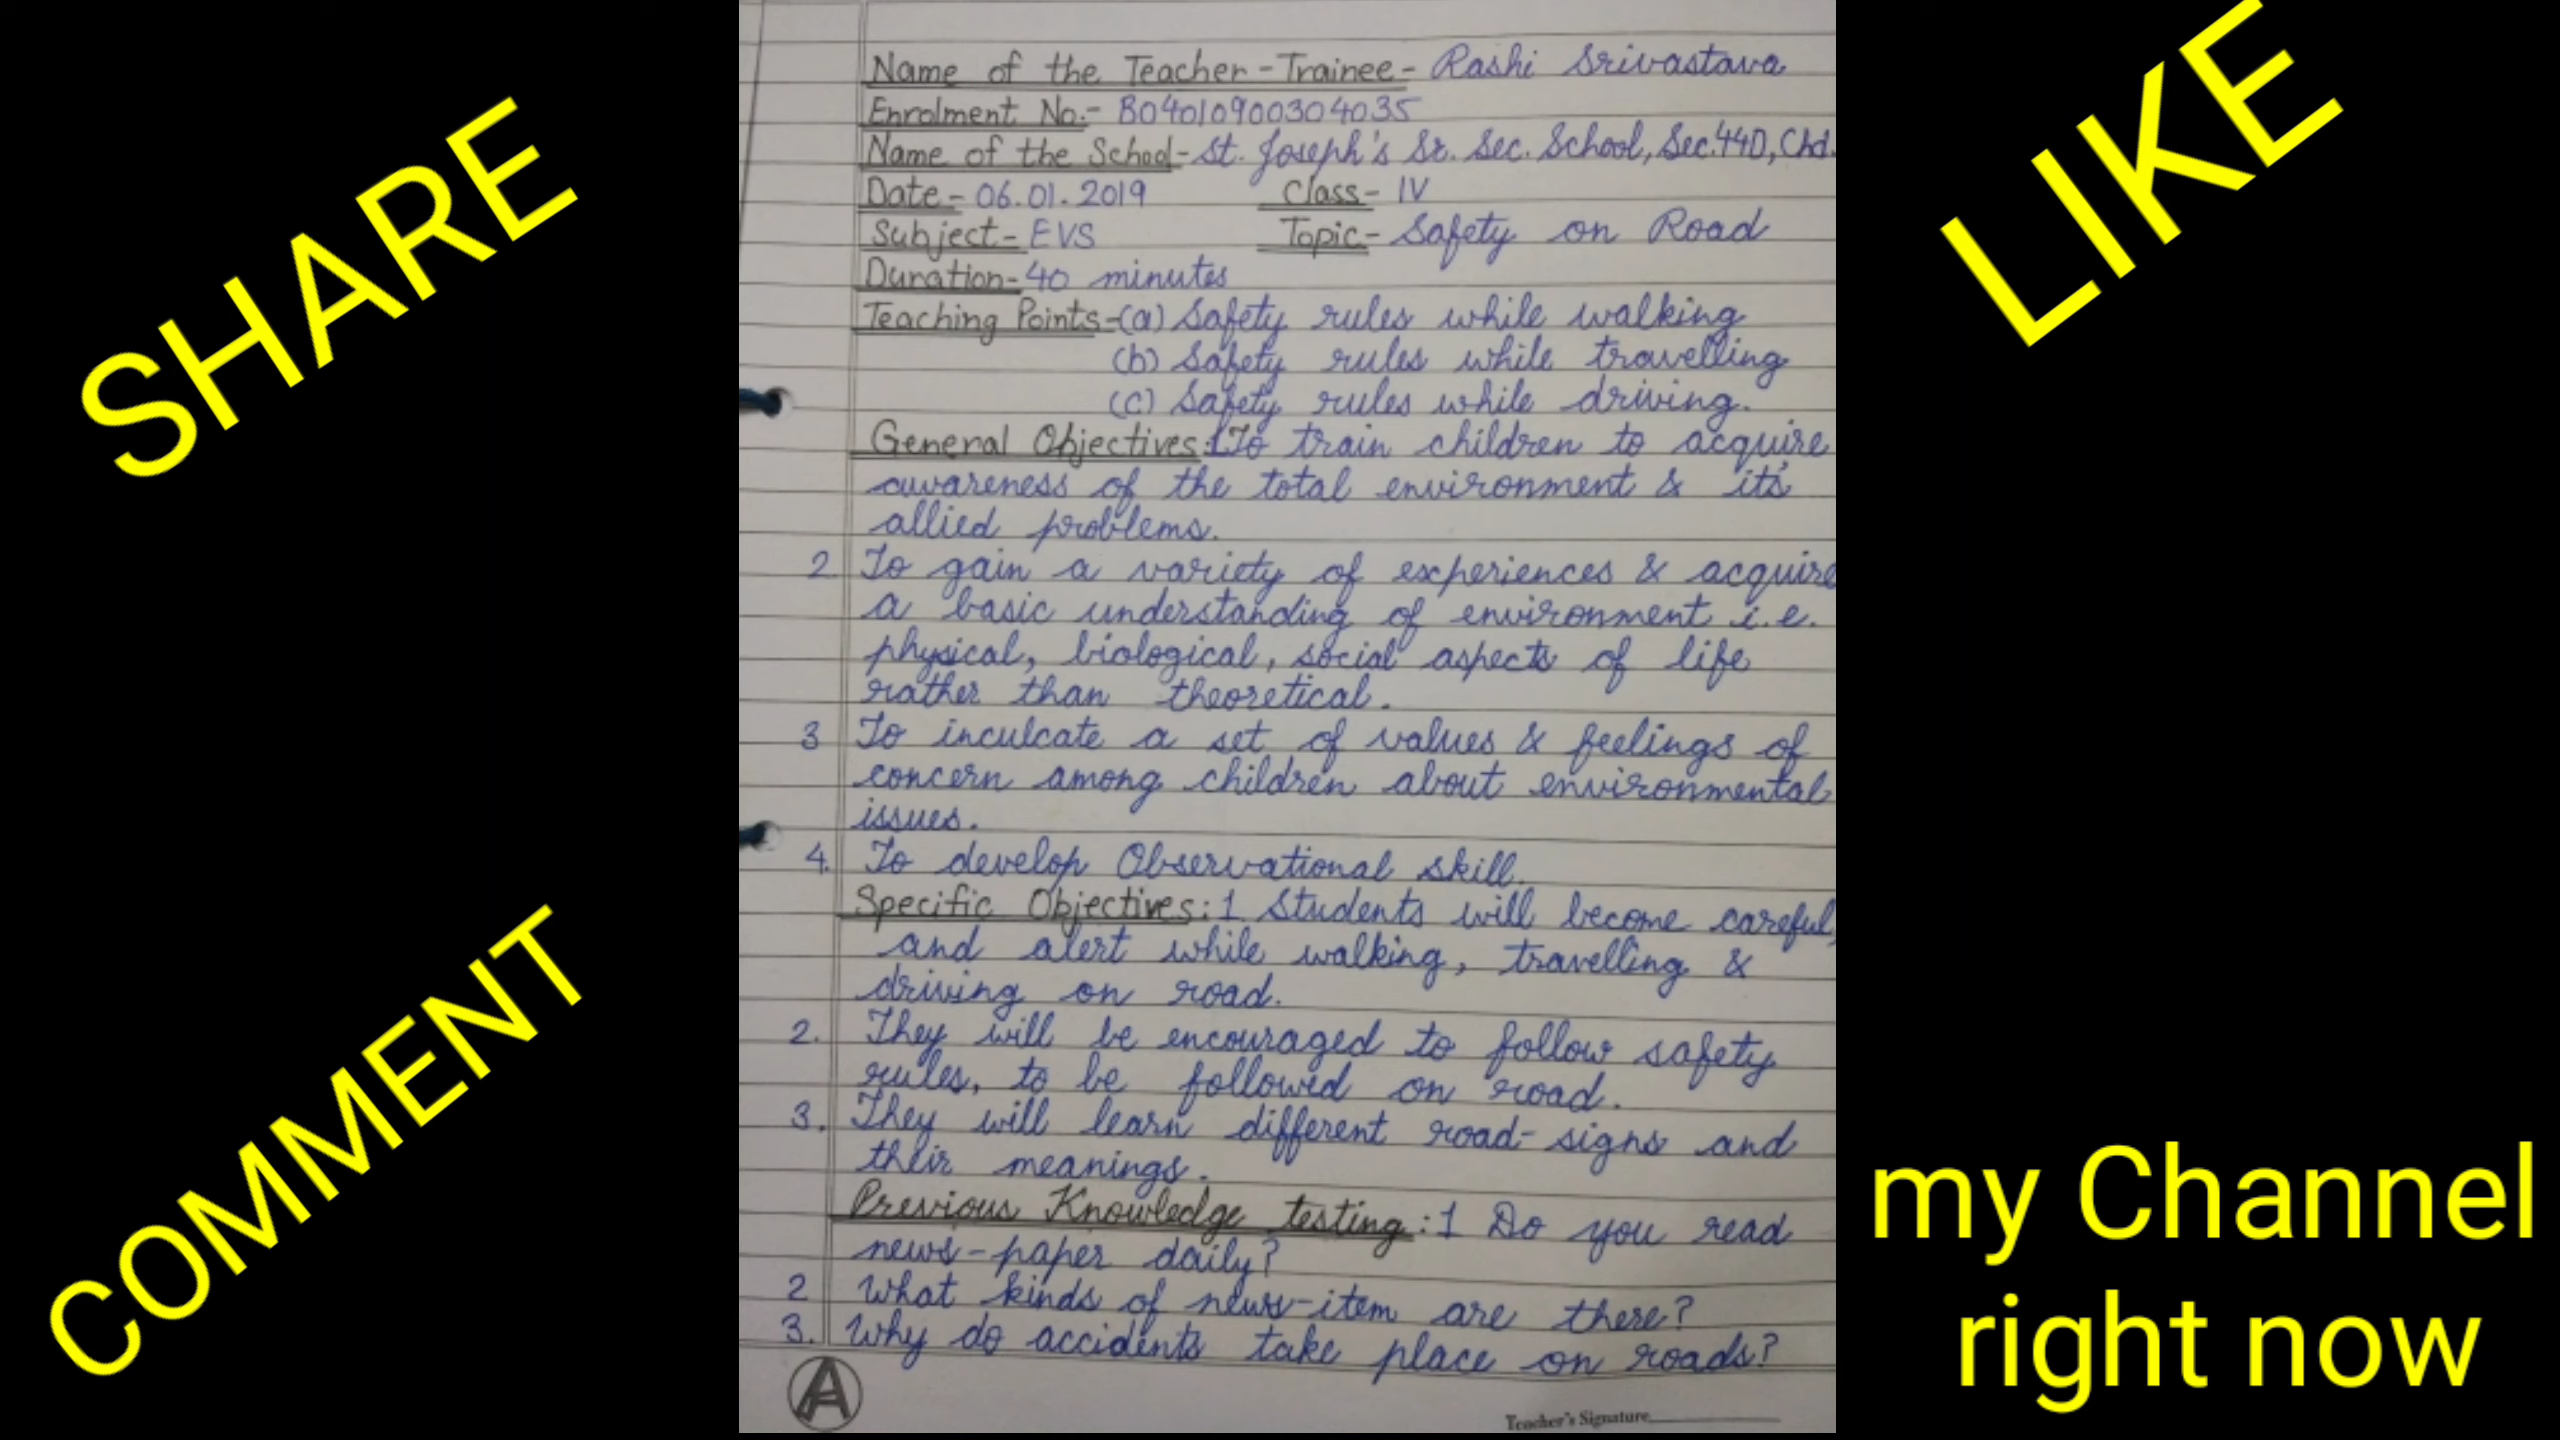 SHARE
LIKE
COMMENT
my Channel
right now
Name of the Teacher-Trainee- Rashi Srivastava
Enrolment No.- B04010900304035
Name of the School- St. Joseph's Sr. Sec. School, Sec.44D, Chd.
Date- 06.01.2019 Class- IV
Subject- EVS Topic- Safety on Road
Duration- 40 minutes
Teaching Points-(a) Safety rules while walking
(b) Safety rules while travelling
(c) Safety rules while driving.
General Objectives:1 To train children to acquire
awareness of the total environment & it's
allied problems.
2 To gain a variety of experiences & acquire
a basic understanding of environment i.e.
physical, biological, social aspects of life
rather than theoretical.
3 To inculcate a set of values & feelings of
concern among children about environmental
issues.
4. To develop Observational skill.
Specific Objectives: 1 Students will become careful,
and alert while walking, travelling &
driving on road.
2. They will be encouraged to follow safety
rules, to be followed on road.
3. They will learn different road-signs and
their meanings.
Previous Knowledge testing: 1 Do you read
news-paper daily?
2 What kinds of news-item are there?
3. Why do accidents take place on roads?
A
Teacher's Signature